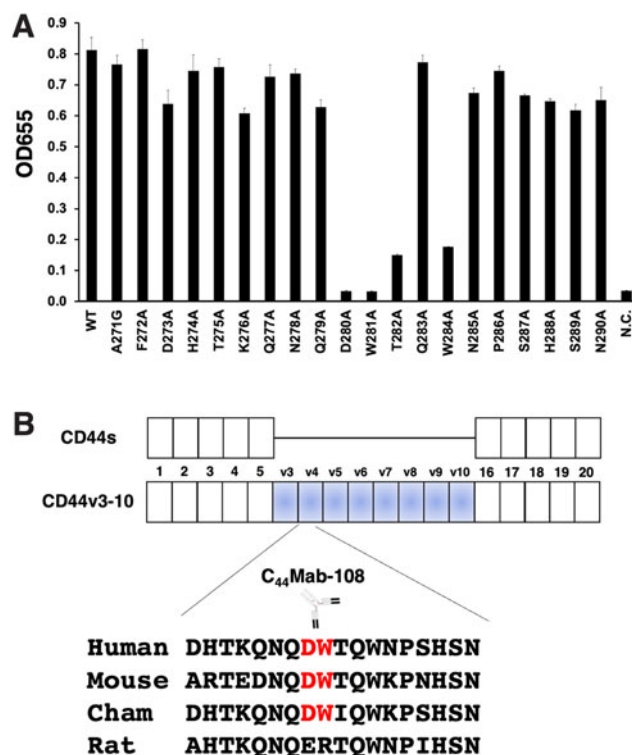 A
OD655
0.9
0.8
0.7
0.6
0.5
0.4
0.3
0.2
0.1
0.0
WT
A271G
F272A
D273A
H274A
T275A
K276A
Q277A
N278A
Q279A
D280A
W281A
T282A
Q283A
W284A
N285A
P286A
S287A
H288A
S289A
N290A
N.C.
B
CD44s
1 2 3 4 5 v3 v4 v5 v6 v7 v8 v9 v10 16 17 18 19 20
CD44v3-10
C44Mab-108
Human DHTKQNQDWTQWNPSHSN
Mouse ARTEDNQDWTQWKPNHSN
Cham DHTKQNQDWIQWKPNHSN
Rat AHTKQNQERTQWNPIHSN